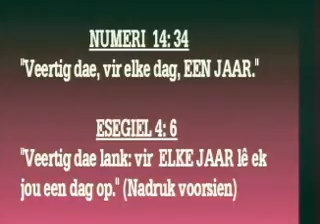 NUMERI 14: 34
"Veertig dae, vir elke dag, EEN JAAR."
ESEGIEL 4: 6
"Veertig dae lank: vir ELKE JAAR lê ek
jou een dag op." (Nadruk voorsien)